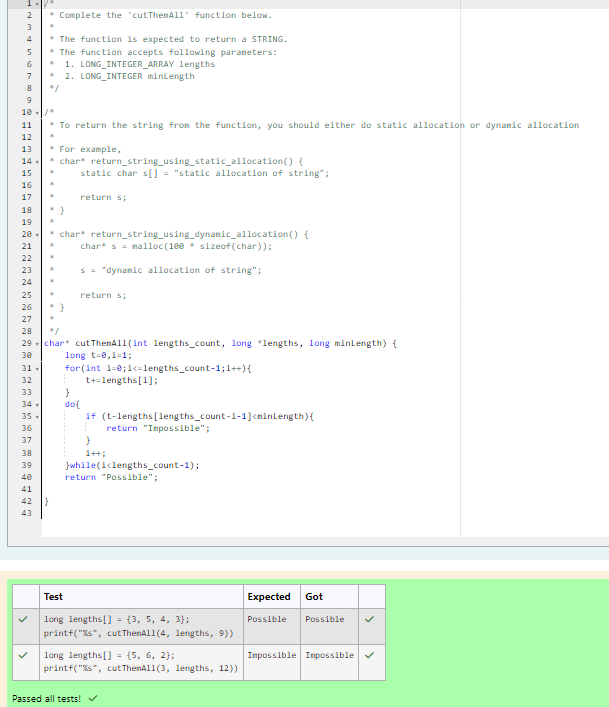 1 /*
2 * Complete the 'cutThemAll' function below.
3 *
4 * The function is expected to return a STRING.
5 * The function accepts following parameters:
6 * 1. LONG_INTEGER_ARRAY lengths
7 * 2. LONG_INTEGER minLength
8 */
9
10 /*
11 * To return the string from the function, you should either do static allocation or dynamic allocation
12 *
13 * For example,
14 * char* return_string_using_static_allocation() {
15 *     static char s[] = "static allocation of string";
16 *
17 *     return s;
18 * }
19 *
20 * char* return_string_using_dynamic_allocation() {
21 *     char* s = malloc(100 * sizeof(char));
22 *
23 *     s = "dynamic allocation of string";
24 *
25 *     return s;
26 * }
27 *
28 */
29 char* cutThemAll(int lengths_count, long *lengths, long minLength) {
30     long t=0,i=1;
31     for(int i=0;i<=lengths_count-1;i++){
32         t+=lengths[i];
33     }
34     do{
35         if (t-lengths[lengths_count-i-1]<minLength){
36             return "Impossible";
37         }
38         i++;
39     }while(i<lengths_count-1);
40     return "Possible";
41
42 }
43
Test Expected Got
long lengths[] = {3, 5, 4, 3}; Possible Possible
printf("%s", cutThemAll(4, lengths, 9))
long lengths[] = {5, 6, 2}; Impossible Impossible
printf("%s", cutThemAll(3, lengths, 12))
Passed all tests!